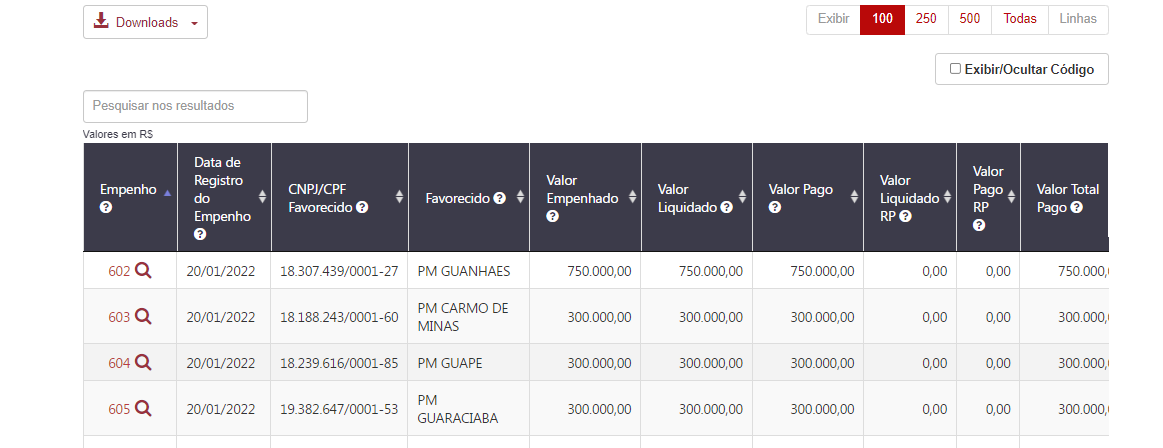 Downloads
Exibir 100 250 500 Todas Linhas
Exibir/Ocultar Código
Pesquisar nos resultados
Valores em R$
Empenho
Data de
Registro
do
Empenho
CNPJ/CPF
Favorecido
Favorecido
Valor
Empenhado
Valor
Liquidado
Valor Pago
Valor
Liquidado
RP
Valor
Pago
RP
Valor Total
Pago
602 20/01/2022 18.307.439/0001-27 PM GUANHAES 750.000,00 750.000,00 750.000,00 0,00 0,00 750.000,
603 20/01/2022 18.188.243/0001-60 PM CARMO DE 300.000,00 300.000,00 300.000,00 0,00 0,00 300.000,
MINAS
604 20/01/2022 18.239.616/0001-85 PM GUAPE 300.000,00 300.000,00 300.000,00 0,00 0,00 300.000,
605 20/01/2022 19.382.647/0001-53 PM 300.000,00 300.000,00 300.000,00 0,00 0,00 300.000,
GUARACIABA